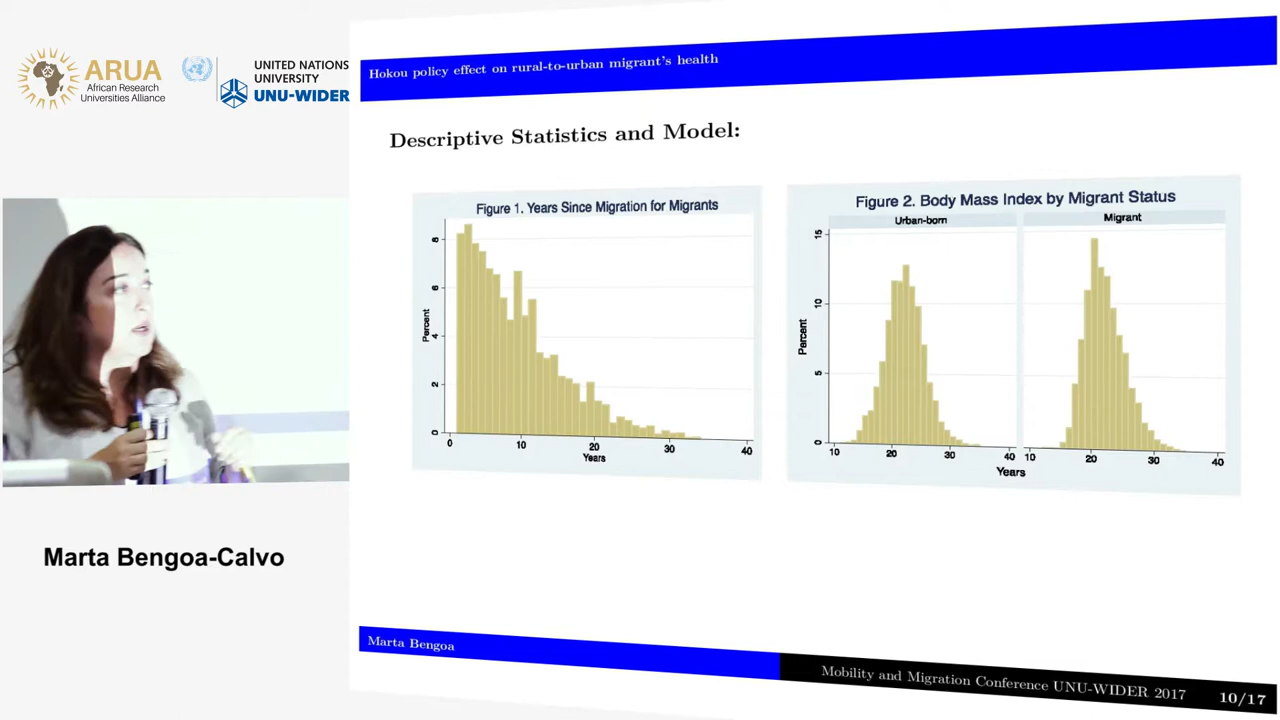 ARUA
African Research
Universities Alliance
UNITED NATIONS
UNIVERSITY
UNU-WIDER
Hokou policy effect on rural-to-urban migrant's health
Descriptive Statistics and Model:
Figure 1. Years Since Migration for Migrants
Percent
8
6
4
2
0
0 10 20 30 40
Years
Figure 2. Body Mass Index by Migrant Status
Urban-born Migrant
Percent
15
10
5
0
10 20 30 40 10 20 30 40
Years
Marta Bengoa-Calvo
Marta Bengoa
Mobility and Migration Conference UNU-WIDER 2017 10/17